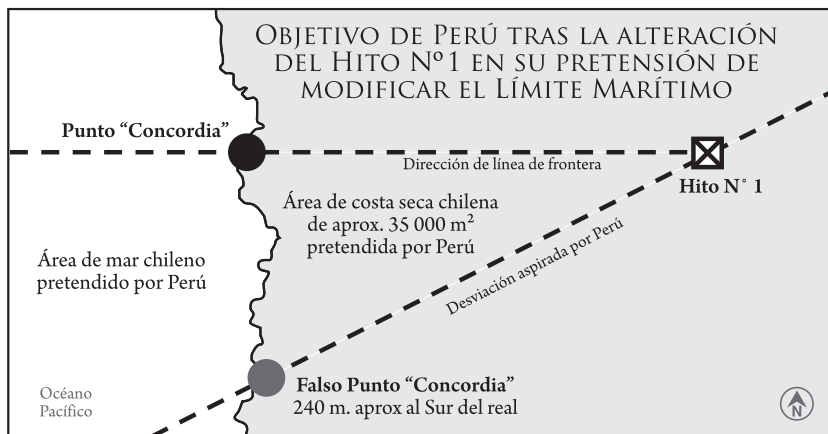 OBJETIVO DE PERÚ TRAS LA ALTERACIÓN
DEL HITO Nº1 EN SU PRETENSIÓN DE
MODIFICAR EL LÍMITE MARÍTIMO
Punto “Concordia”
Dirección de línea de frontera
Hito N° 1
Área de costa seca chilena
de aprox. 35 000 m²
pretendida por Perú
Área de mar chileno
pretendido por Perú
Desviación aspirada por Perú
Falso Punto “Concordia”
240 m. aprox al Sur del real
Océano
Pacífico
N